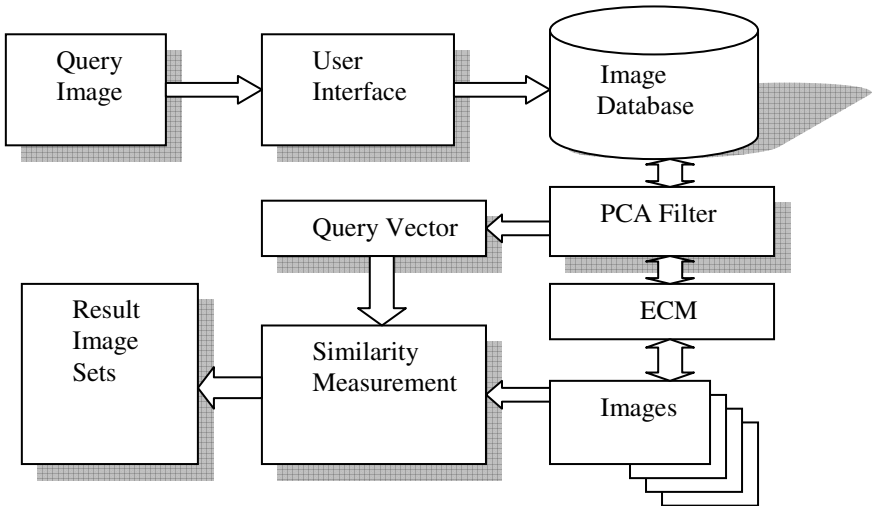 Query
Image
User
Interface
Image
Database
PCA Filter
Query Vector
ECM
Result
Image
Sets
Similarity
Measurement
Images